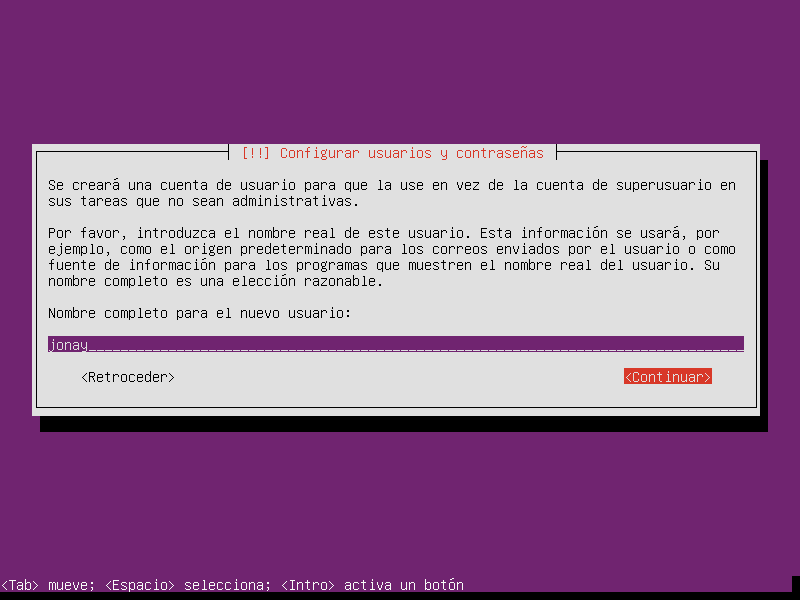 [!!] Configurar usuarios y contraseñas
Se creará una cuenta de usuario para que la use en vez de la cuenta de superusuario en
sus tareas que no sean administrativas.
Por favor, introduzca el nombre real de este usuario. Esta información se usará, por
ejemplo, como el origen predeterminado para los correos enviados por el usuario o como
fuente de información para los programas que muestren el nombre real del usuario. Su
nombre completo es una elección razonable.
Nombre completo para el nuevo usuario:
jonay
<Retroceder> <Continuar>
<Tab> mueve; <Espacio> selecciona; <Intro> activa un botón